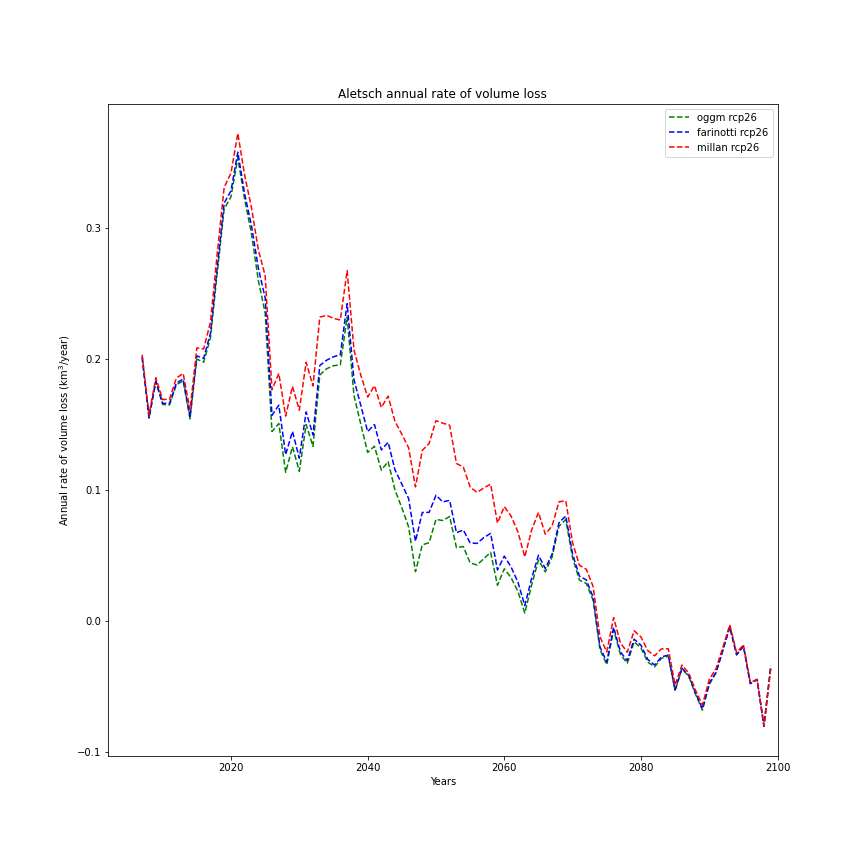 Aletsch annual rate of volume loss
oggm rcp26
farinotti rcp26
millan rcp26
Annual rate of volume loss (km³/year)
0.3
0.2
0.1
0.0
−0.1
2020 2040 2060 2080 2100
Years